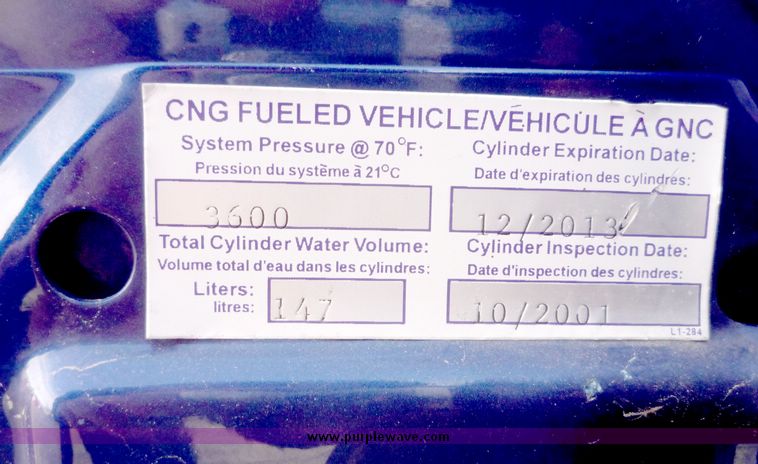 CNG FUELED VEHICLE/VÉHICULE À GNC
System Pressure @ 70°F:
Pression du système à 21°C
3600
Cylinder Expiration Date:
Date d'expiration des cylindres:
12/2013
Total Cylinder Water Volume:
Volume total d'eau dans les cylindres:
Liters:
litres:
147
Cylinder Inspection Date:
Date d'inspection des cylindres:
10/2001
L1-284
www.purplewave.com